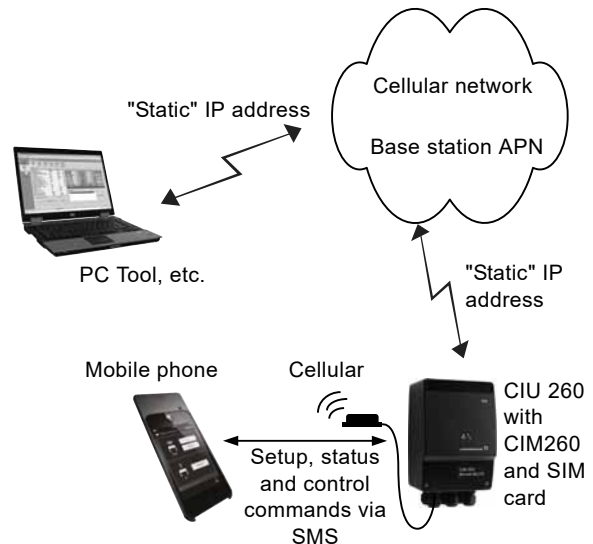 Cellular network
"Static" IP address
Base station APN
PC Tool, etc.
"Static" IP
address
Mobile phone
Cellular
CIU 260
with
CIM260
and SIM
card
Setup, status
and control
commands via
SMS